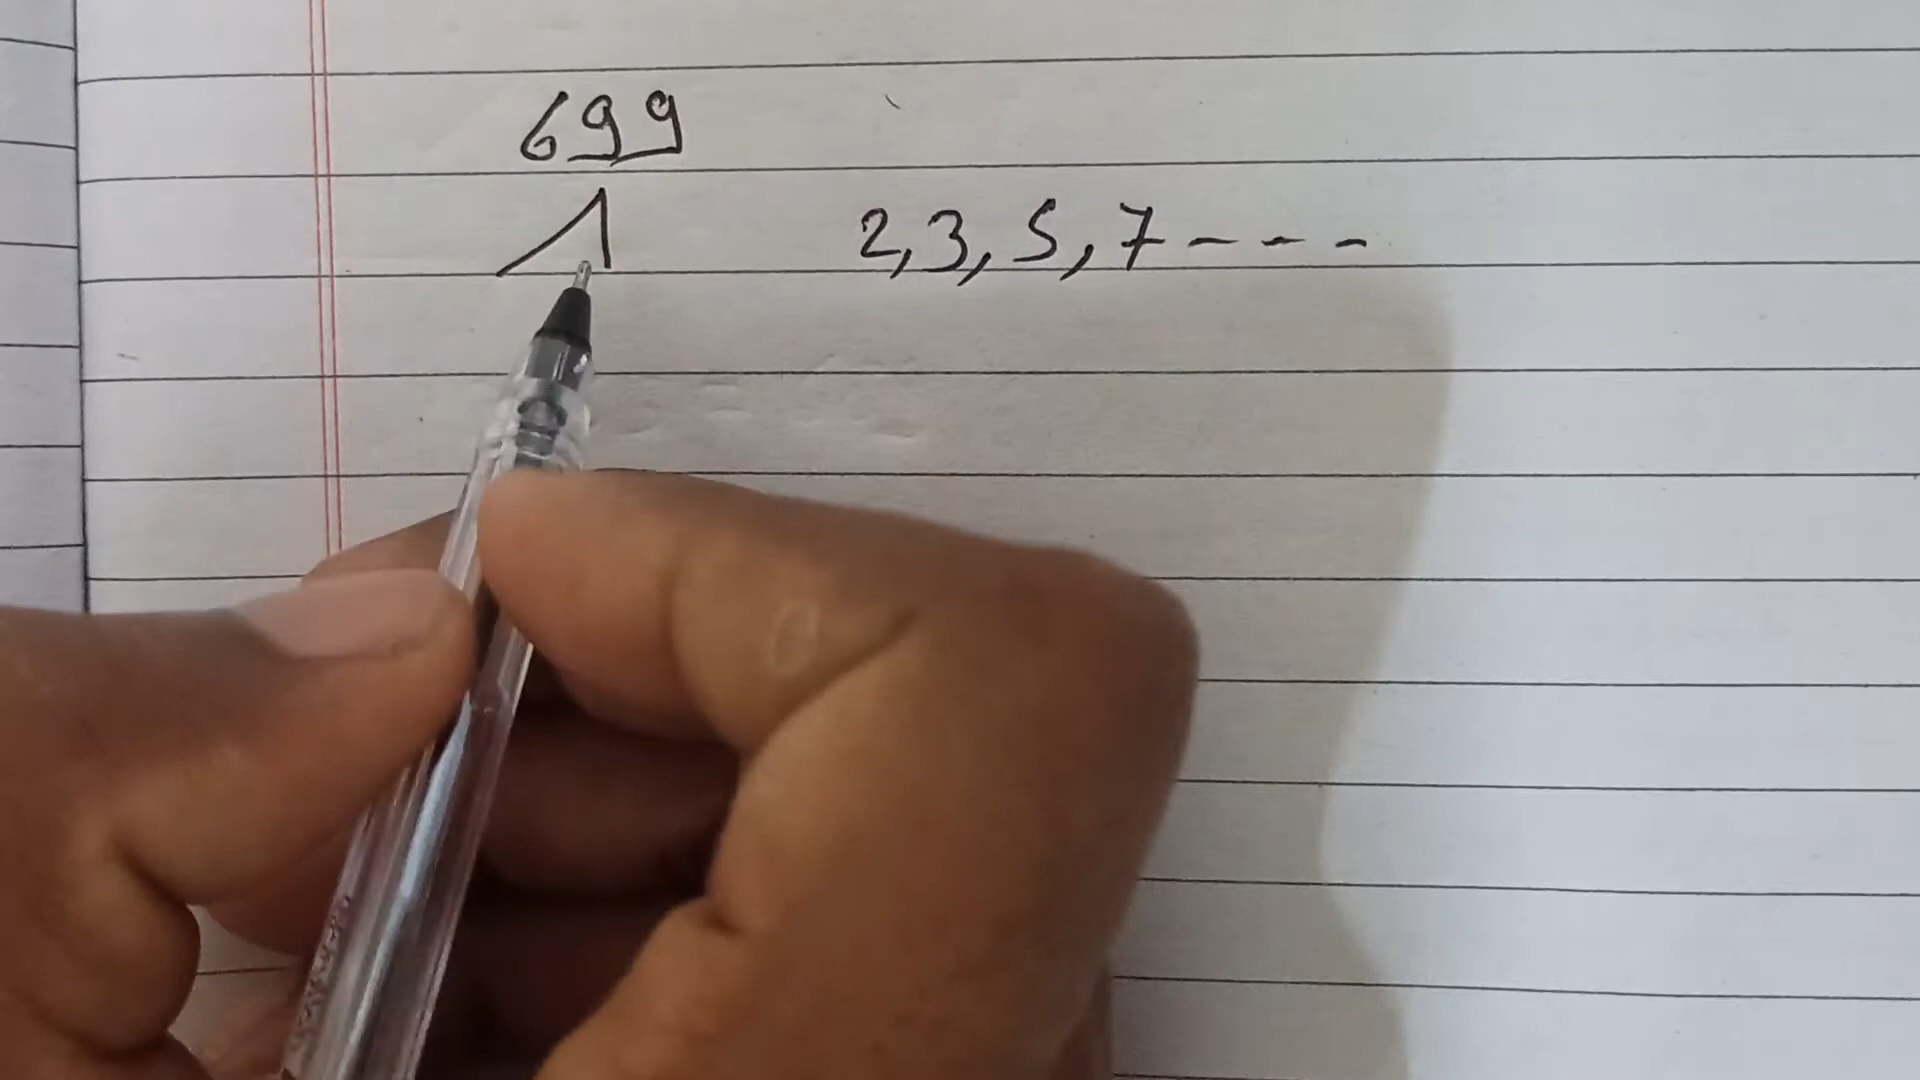 699
2, 3, 5, 7 - - -